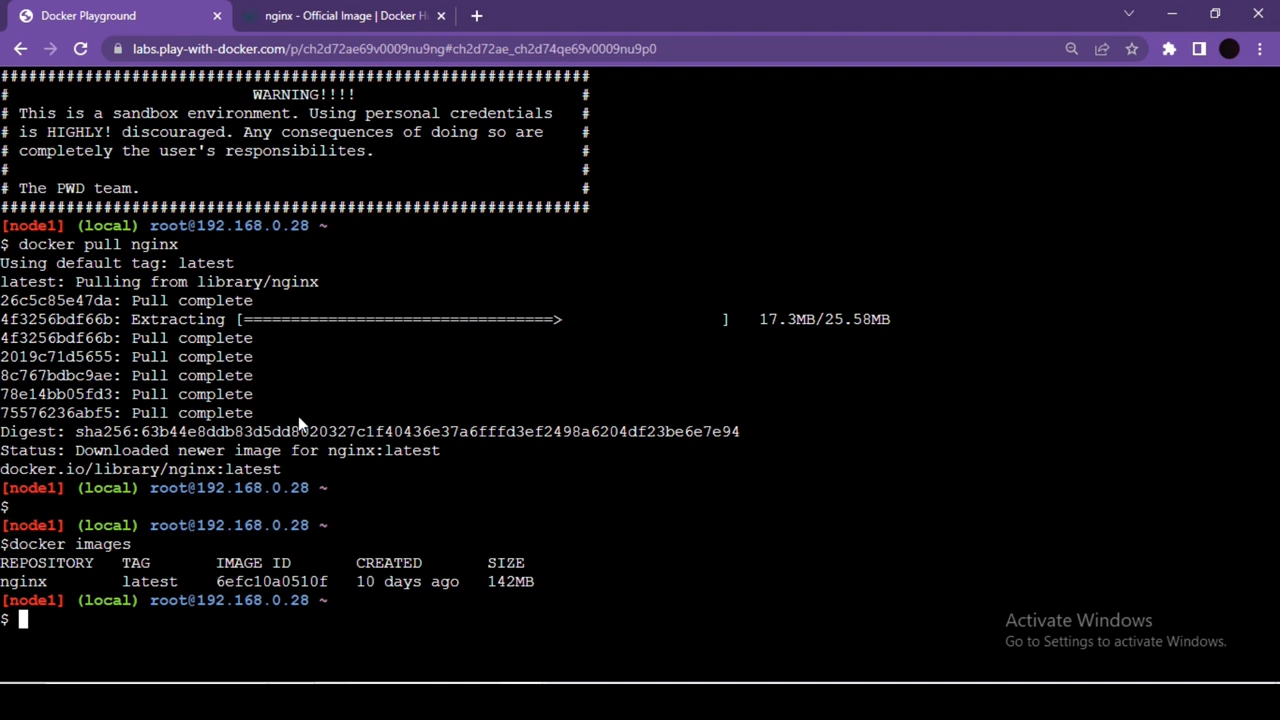 Docker Playground
nginx - Official Image | Docker H
labs.play-with-docker.com/p/ch2d72ae69v0009nu9ng#ch2d72ae_ch2d74qe69v0009nu9p0
################################################################
# WARNING!!!! #
# This is a sandbox environment. Using personal credentials #
# is HIGHLY! discouraged. Any consequences of doing so are #
# completely the user's responsibilites. #
# #
# The PWD team. #
################################################################
[node1] (local) root@192.168.0.28 ~
$ docker pull nginx
Using default tag: latest
latest: Pulling from library/nginx
26c5c85e47da: Pull complete
4f3256bdf66b: Extracting [=================================> ] 17.3MB/25.58MB
4f3256bdf66b: Pull complete
2019c71d5655: Pull complete
8c767bdbc9ae: Pull complete
78e14bb05fd3: Pull complete
75576236abf5: Pull complete
Digest: sha256:63b44e8ddb83d5dd8020327c1f40436e37a6fffd3ef2498a6204df23be6e7e94
Status: Downloaded newer image for nginx:latest
docker.io/library/nginx:latest
[node1] (local) root@192.168.0.28 ~
$
[node1] (local) root@192.168.0.28 ~
$docker images
REPOSITORY TAG IMAGE ID CREATED SIZE
nginx latest 6efc10a0510f 10 days ago 142MB
[node1] (local) root@192.168.0.28 ~
$
Activate Windows
Go to Settings to activate Windows.